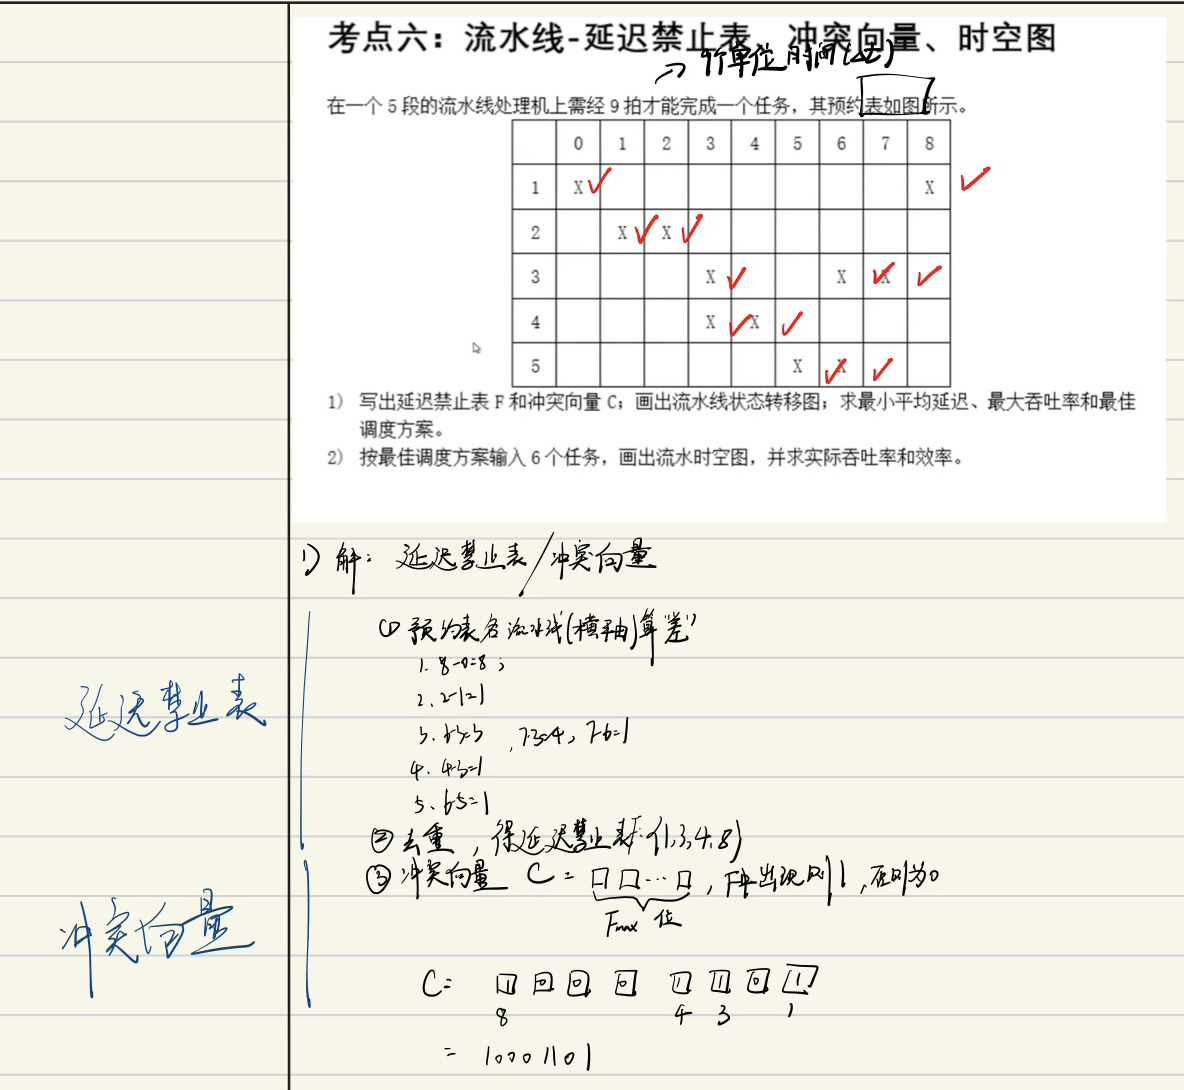 考点六：流水线-延迟禁止表、冲突向量、时空图
→ 9个单位时间(Δt)
在一个 5 段的流水线处理机上需经 9 拍才能完成一个任务，其预约表如图所示。
0 1 2 3 4 5 6 7 8
1 X X
2 X X
3 X X X
4 X X
5 X X
1) 写出延迟禁止表 F 和冲突向量 C；画出流水线状态转移图；求最小平均延迟、最大吞吐率和最佳
调度方案。
2) 按最佳调度方案输入 6 个任务，画出流水时空图，并求实际吞吐率和效率。
1) 解：延迟禁止表/冲突向量
① 预约表各流水线(横轴)算"差"
1. 8-0=8；
2. 2-1=1
3. 6-3=3，7-3=4，7-6=1
4. 4-3=1
5. 6-5=1
延迟禁止表
② 去重，得延迟禁止表F：(1,3,4,8)
③ 冲突向量 C = □□…□，F中出现则1，否则为0
Fmax 位
冲突向量
C= 1 0 0 0 1 1 0 1
8 4 3 1
= 10001101